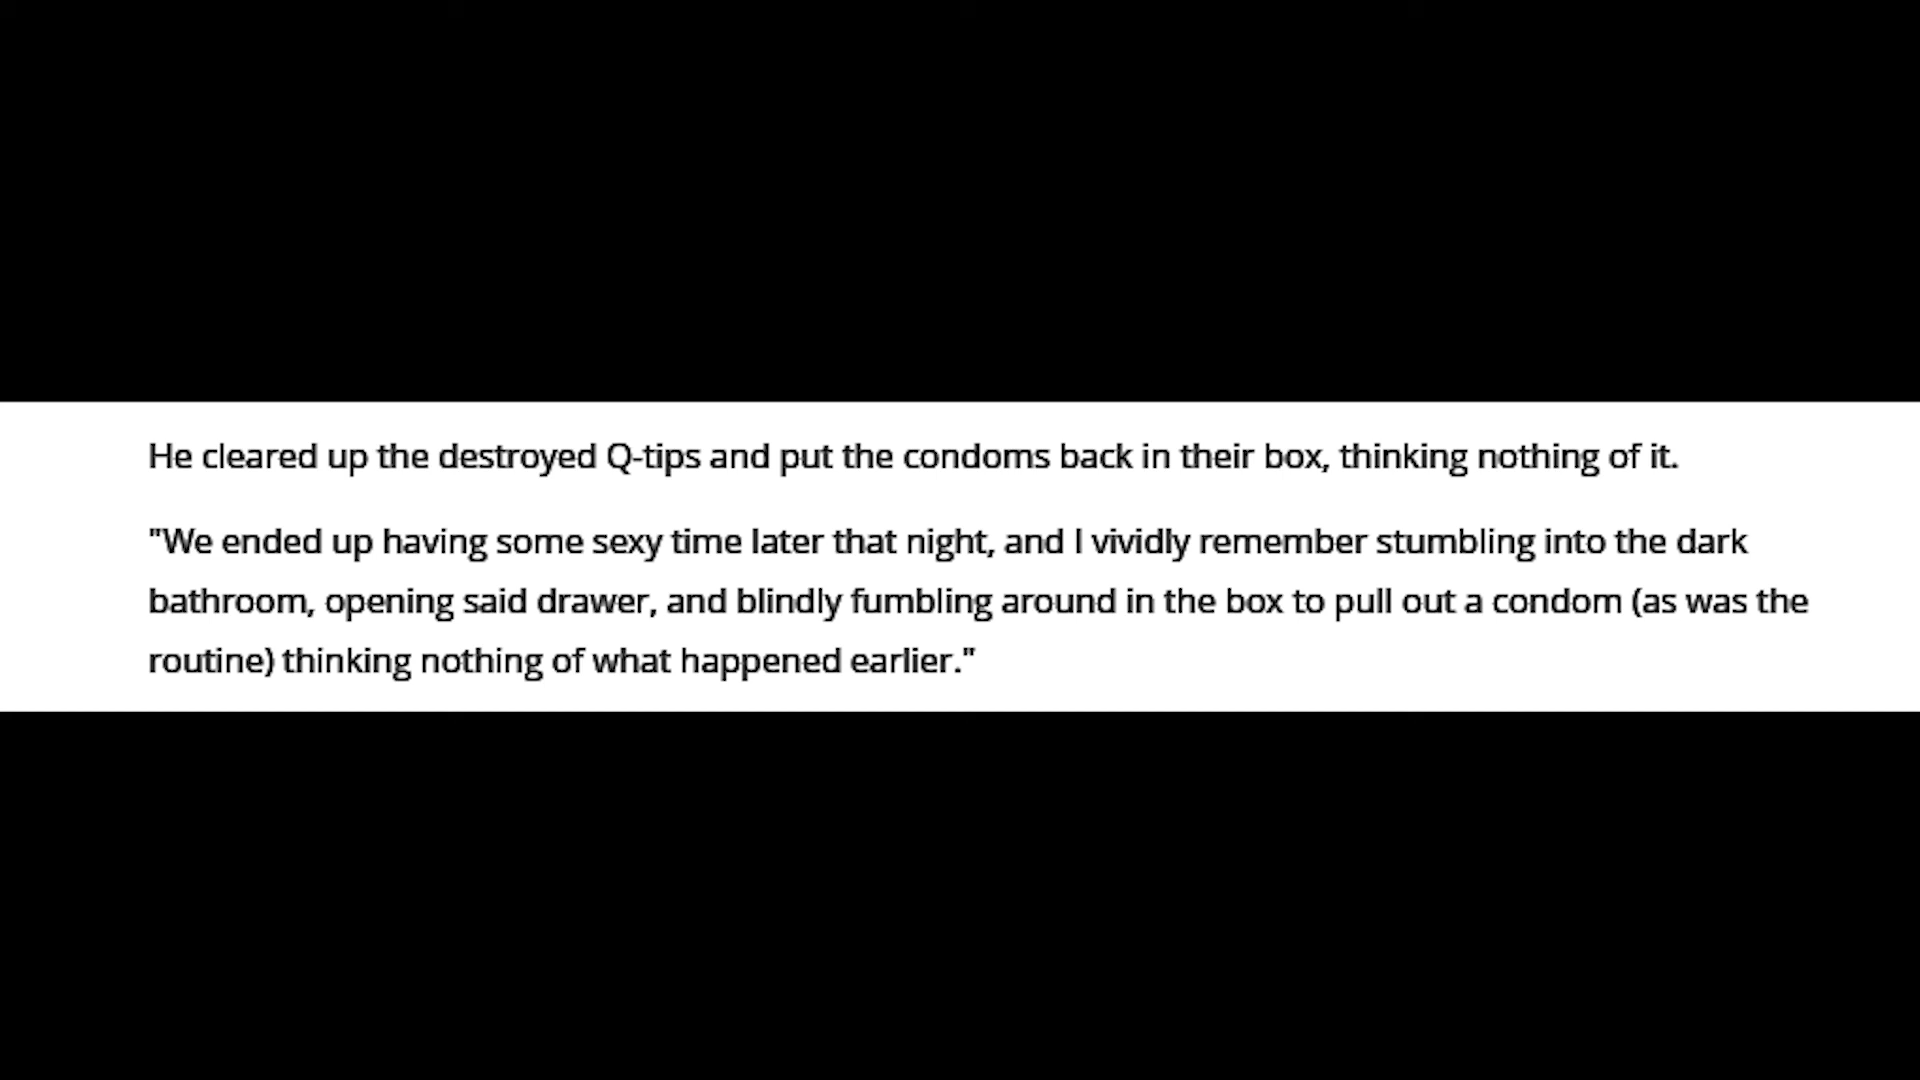 He cleared up the destroyed Q-tips and put the condoms back in their box, thinking nothing of it.
"We ended up having some sexy time later that night, and I vividly remember stumbling into the dark
bathroom, opening said drawer, and blindly fumbling around in the box to pull out a condom (as was the
routine) thinking nothing of what happened earlier."